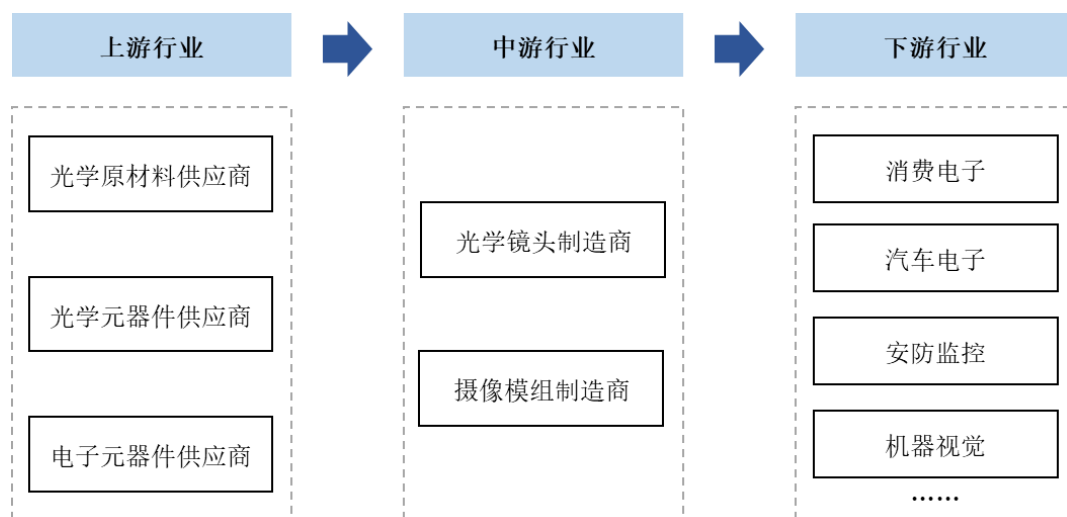 上游行业
中游行业
下游行业
光学原材料供应商
光学元器件供应商
电子元器件供应商
光学镜头制造商
摄像模组制造商
消费电子
汽车电子
安防监控
机器视觉
……